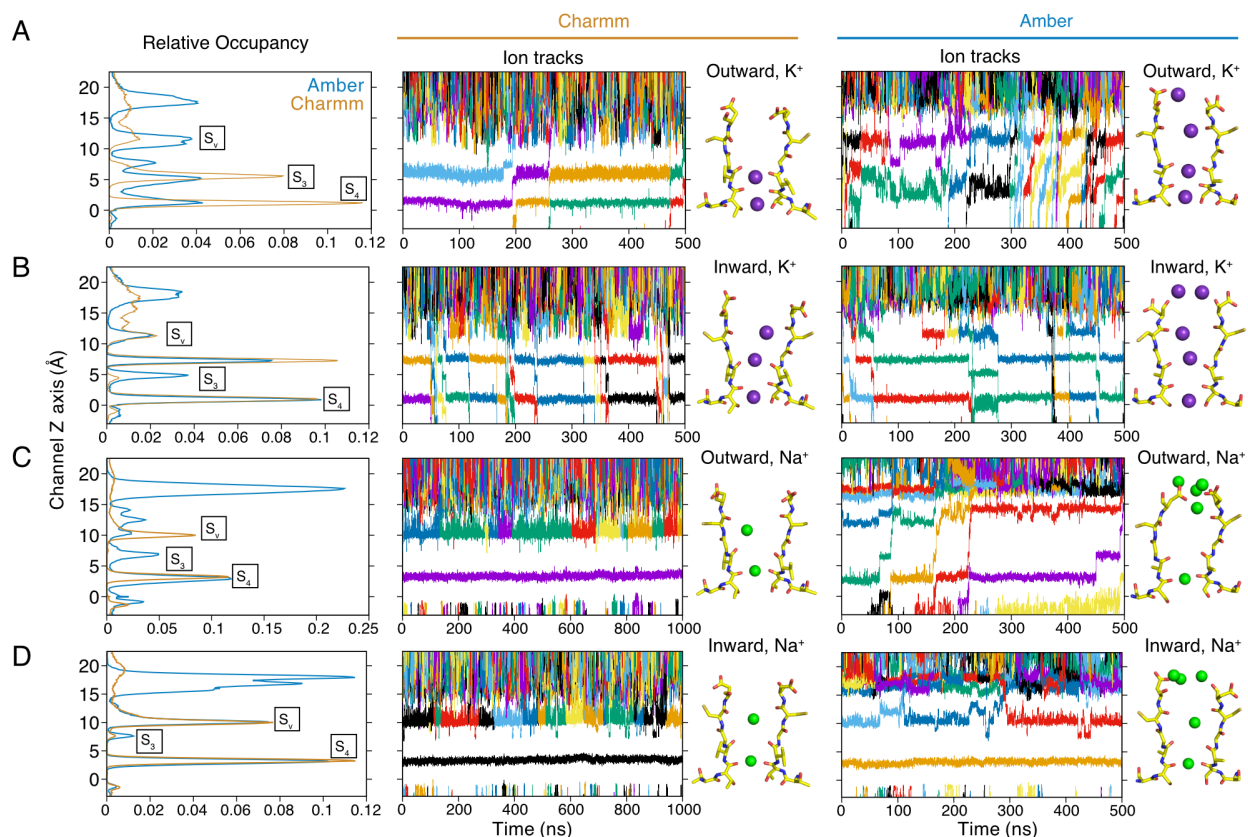 Charmm
Amber
A
Relative Occupancy
Ion tracks
Outward, K⁺
Ion tracks
Outward, K⁺
Amber
Charmm
Sᵥ
S₃
S₄
20
15
10
5
0
0
0.02
0.04
0.06
0.08
0.10
0.12
0
100
200
300
400
500
0
100
200
300
400
500
B
Inward, K⁺
Inward, K⁺
Sᵥ
S₃
S₄
20
15
10
5
0
0
0.02
0.04
0.06
0.08
0.10
0.12
0
100
200
300
400
500
0
100
200
300
400
500
Channel Z axis (Å)
C
Outward, Na⁺
Outward, Na⁺
Sᵥ
S₃
S₄
20
15
10
5
0
0
0.05
0.1
0.15
0.20
0.25
0
200
400
600
800
1000
0
100
200
300
400
500
D
Inward, Na⁺
Inward, Na⁺
Sᵥ
S₃
S₄
20
15
10
5
0
0
0.02
0.04
0.06
0.08
0.10
0.12
0
200
400
600
800
1000
0
100
200
300
400
500
Time (ns)
Time (ns)